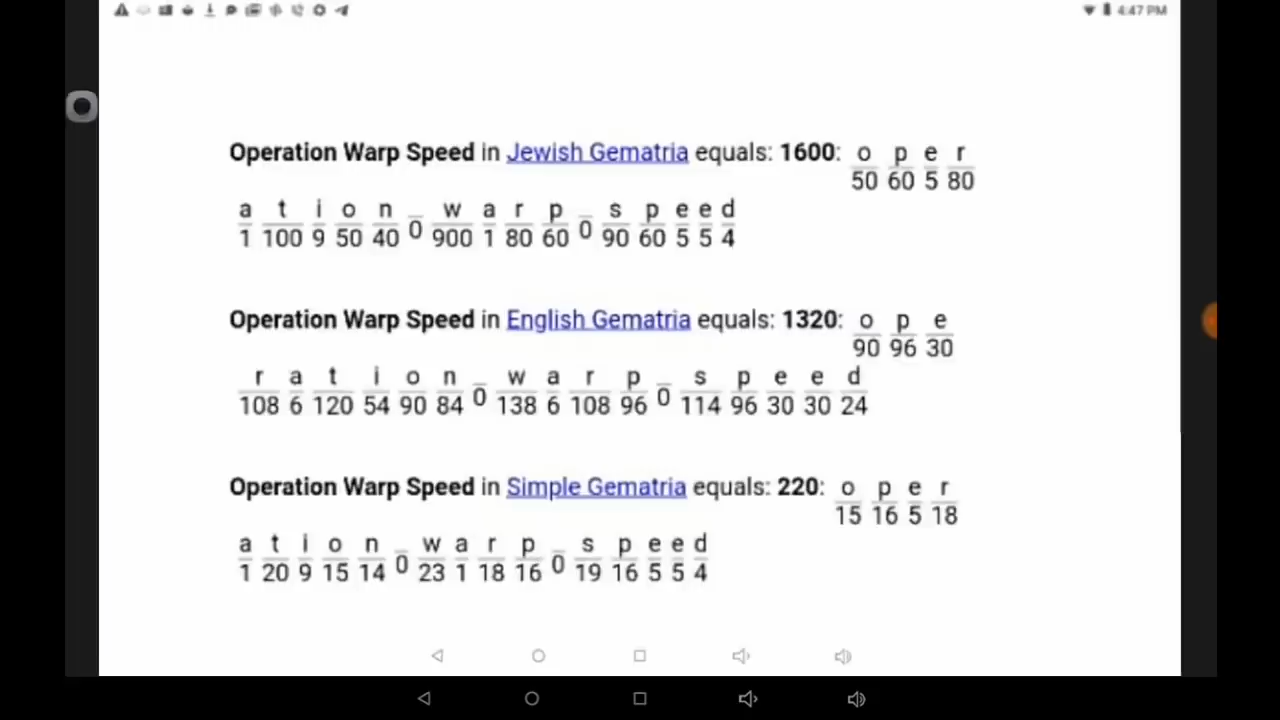 4:47 PM
Operation Warp Speed in Jewish Gematria equals: 1600: o p e r
50 60 5 80
a t i o n _ w a r p _ s p e e d
1 100 9 50 40 0 900 1 80 60 0 90 60 5 5 4
Operation Warp Speed in English Gematria equals: 1320: o p e
90 96 30
r a t i o n _ w a r p _ s p e e d
108 6 120 54 90 84 0 138 6 108 96 0 114 96 30 30 24
Operation Warp Speed in Simple Gematria equals: 220: o p e r
15 16 5 18
a t i o n _ w a r p _ s p e e d
1 20 9 15 14 0 23 1 18 16 0 19 16 5 5 4